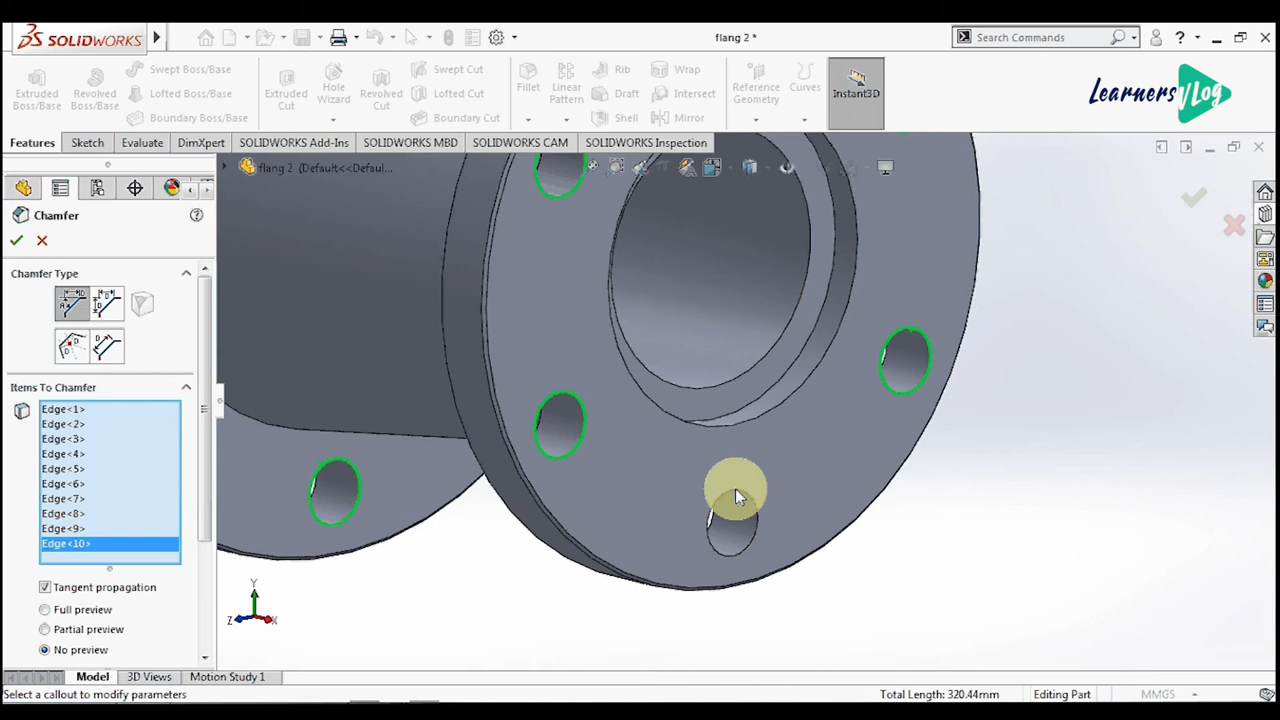 SOLIDWORKS
flang 2 *
Search Commands
Learners Vlog
Extruded Boss/Base
Revolved Boss/Base
Swept Boss/Base
Lofted Boss/Base
Boundary Boss/Base
Extruded Cut
Hole Wizard
Revolved Cut
Swept Cut
Lofted Cut
Boundary Cut
Fillet
Linear Pattern
Rib
Draft
Shell
Wrap
Intersect
Mirror
Reference Geometry
Curves
Instant3D
Features
Sketch
Evaluate
DimXpert
SOLIDWORKS Add-Ins
SOLIDWORKS MBD
SOLIDWORKS CAM
SOLIDWORKS Inspection
flang 2 (Default<<Defaul...
Chamfer
Chamfer Type
Items To Chamfer
Edge<1>
Edge<2>
Edge<3>
Edge<4>
Edge<5>
Edge<6>
Edge<7>
Edge<8>
Edge<9>
Edge<10>
Tangent propagation
Full preview
Partial preview
No preview
Y
Z
X
Model
3D Views
Motion Study 1
Select a callout to modify parameters
Total Length: 320.44mm
Editing Part
MMGS